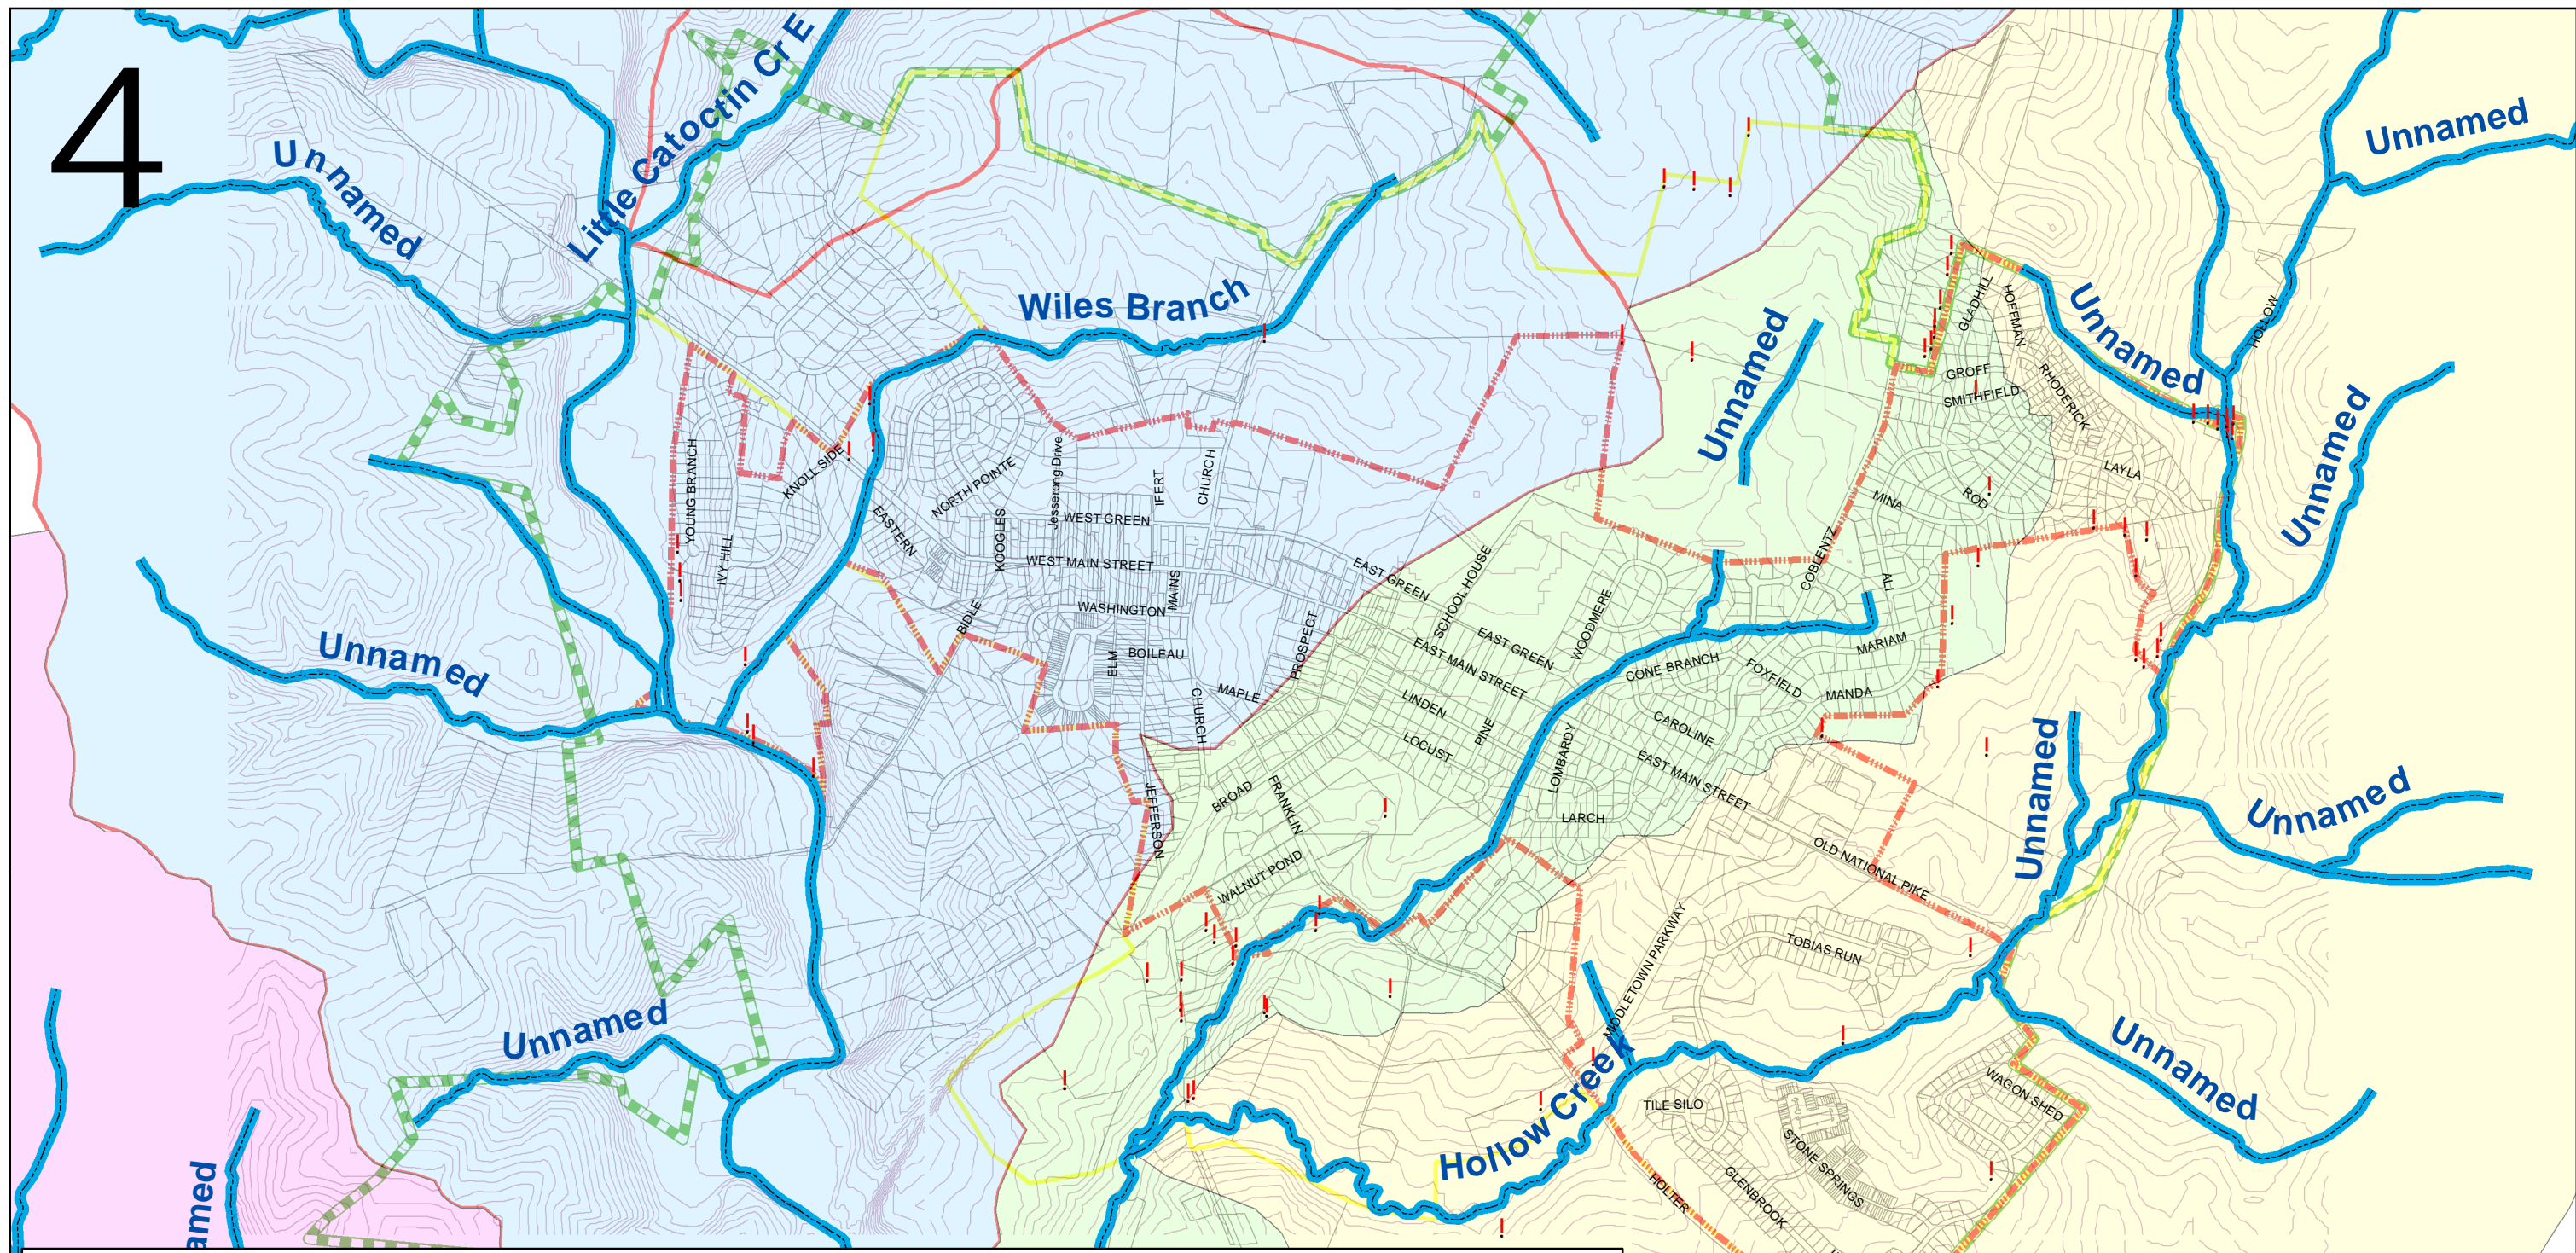 4
Little Catoctin Cr E
Unnamed
Unnamed
Wiles Branch
HOLLOW
GLADHILL
HOFFMAN
Unnamed
Unnamed
GROFF
SMITHFIELD
RHODERICK
Unnamed
YOUNG BRANCH
KNOLL SIDE
NORTH POINTE
Jesserong Drive
IFERT
CHURCH
LAYLA
MINA
ROD
EASTERN
KOOGLES
WEST GREEN
IVY HILL
WEST MAIN STREET
EAST GREEN
SCHOOL HOUSE
COBLENTZ
ALI
MAINS
WASHINGTON
BIDLE
WOODMERE
PROSPECT
EAST GREEN
MARIAM
Unnamed
ELM
BOILEAU
EAST MAIN STREET
CONE BRANCH
FOXFIELD
MANDA
MAPLE
CHURCH
LINDEN
PINE
CAROLINE
LOCUST
LOMBARDY
EAST MAIN STREET
Unnamed
Unnamed
JEFFERSON
BROAD
FRANKLIN
LARCH
OLD NATIONAL PIKE
WALNUT POND
MIDDLETOWN PARKWAY
TOBIAS RUN
Unnamed
Unnamed
WAGON SHED
TILE SILO
Hollow Creek
STONE SPRINGS
HOLTER
GLENBROOK
amed